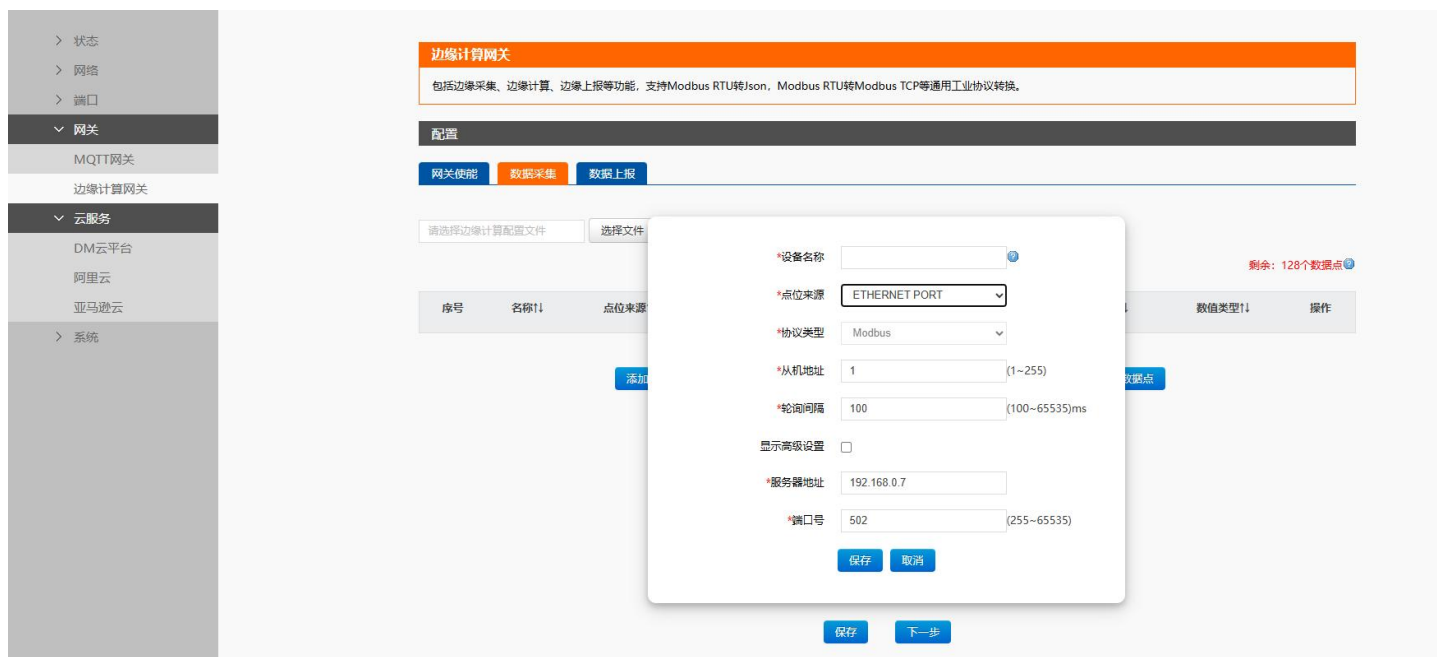 状态
网络
端口
网关
MQTT网关
边缘计算网关
云服务
DM云平台
阿里云
亚马逊云
系统
边缘计算网关
包括边缘采集、边缘计算、边缘上报等功能，支持Modbus RTU转Json，Modbus RTU转Modbus TCP等通用工业协议转换。
配置
网关使能 数据采集 数据上报
请选择边缘计算配置文件 选择文件
剩余：128个数据点
序号 名称↑↓ 点位来源 数值类型↑↓ 操作
添加 数据点
*设备名称
*点位来源 ETHERNET PORT
*协议类型 Modbus
*从机地址 1 (1~255)
*轮询间隔 100 (100~65535)ms
显示高级设置
*服务器地址 192.168.0.7
*端口号 502 (255~65535)
保存 取消
保存 下一步